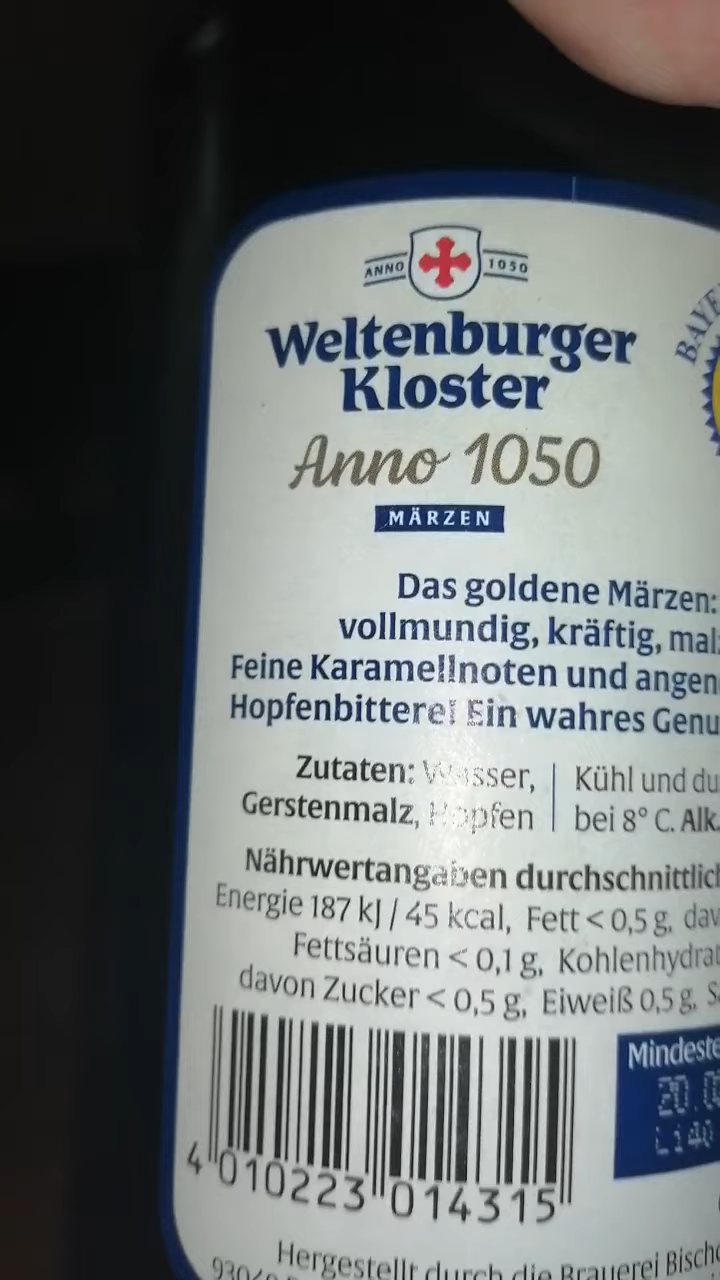 ANNO 1050
Weltenburger
Kloster
Anno 1050
MÄRZEN
Das goldene Märzen:
vollmundig, kräftig, mal
Feine Karamellnoten und angen
Hopfenbittere! Ein wahres Genu
Zutaten: Wasser,
Gerstenmalz, Hopfen
Kühl und du
bei 8° C. Alk.
Nährwertangaben durchschnittlich
Energie 187 kJ / 45 kcal, Fett < 0,5 g, dav
Fettsäuren < 0,1 g, Kohlenhydrat
davon Zucker < 0,5 g, Eiweiß 0,5 g, S
Mindeste
20.0
4 010223 014315
Hergestellt durch die Brauerei Bischo
BAYE